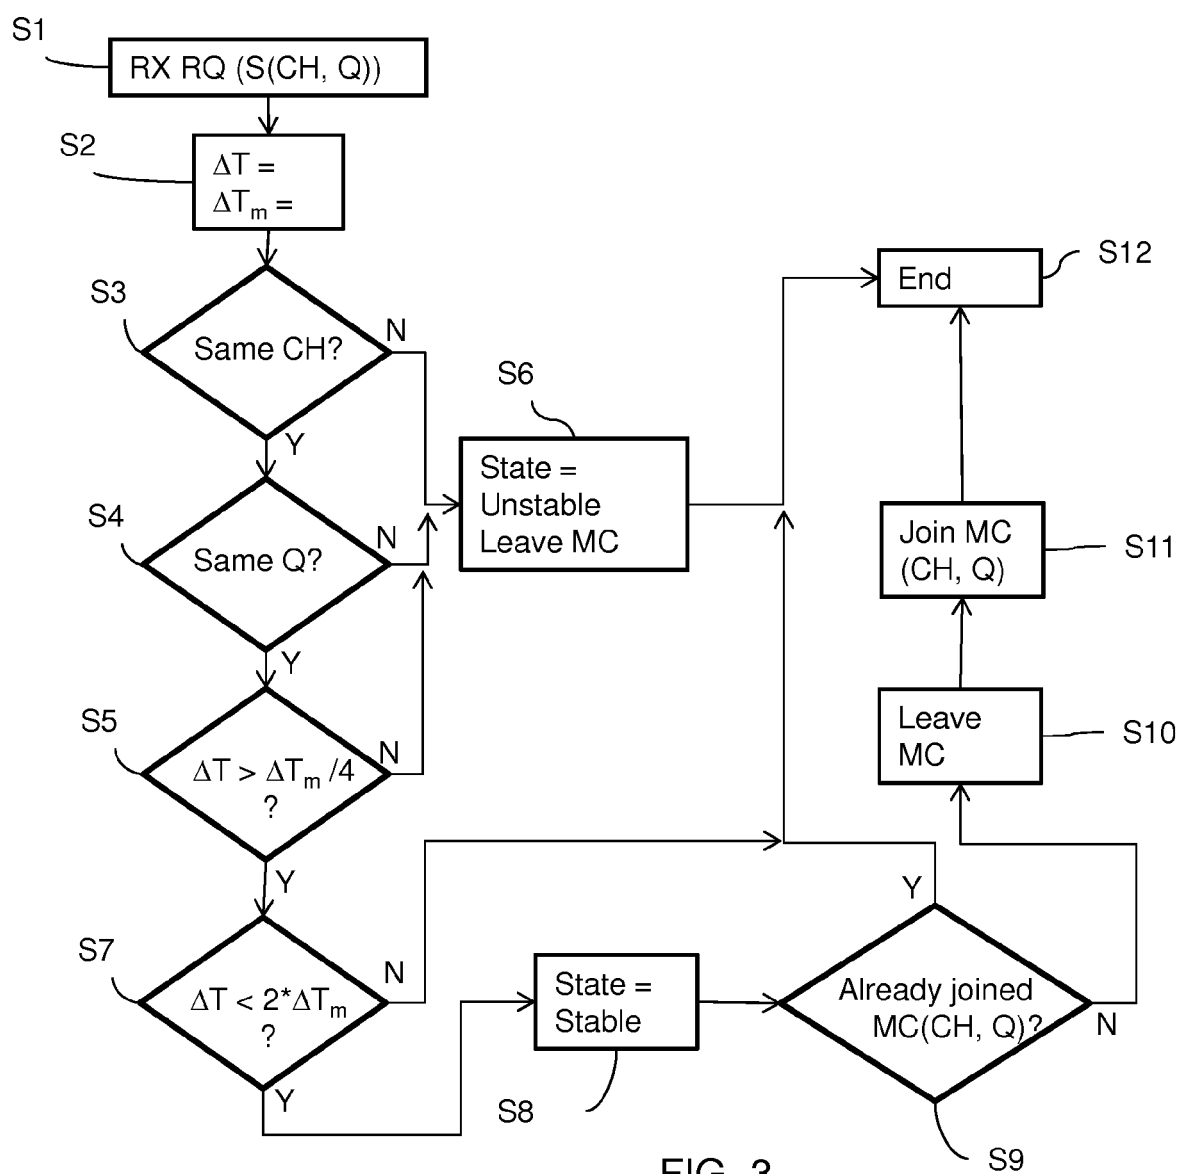 S1
RX RQ (S(CH, Q))
S2
ΔT =
ΔTm =
S3
Same CH?
N
Y
S4
Same Q?
N
Y
S5
ΔT > ΔTm /4
?
N
Y
S6
State =
Unstable
Leave MC
S7
ΔT < 2*ΔTm
?
N
Y
S8
State =
Stable
S9
Already joined
MC(CH, Q)?
Y
N
S10
Leave
MC
S11
Join MC
(CH, Q)
S12
End
FIG. 3